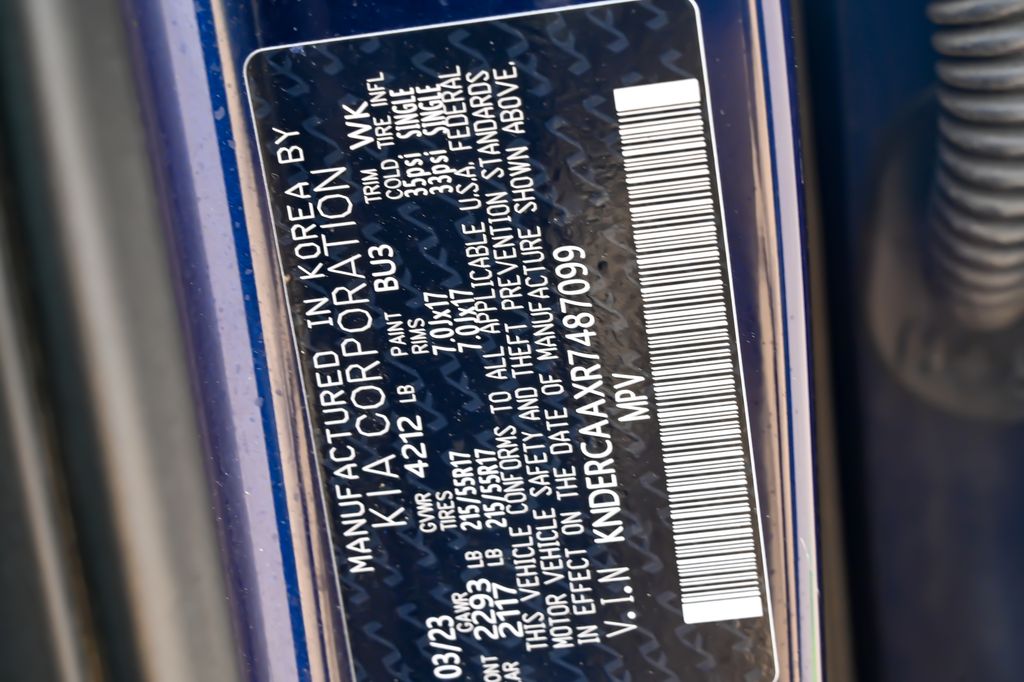 MANUFACTURED IN KOREA BY
KIA CORPORATION
03/23 GVWR 4212 LB PAINT BU3 TRIM WK
GAWR TIRES RIMS COLD TIRE INFL
ONT 2293 LB 215/55R17 7.0Jx17 35psi SINGLE
AR 2117 LB 215/55R17 7.0Jx17 33psi SINGLE
THIS VEHICLE CONFORMS TO ALL APPLICABLE U.S.A. FEDERAL
MOTOR VEHICLE SAFETY AND THEFT PREVENTION STANDARDS
IN EFFECT ON THE DATE OF MANUFACTURE SHOWN ABOVE.
V.I.N KNDERCAAXR7487099
MPV